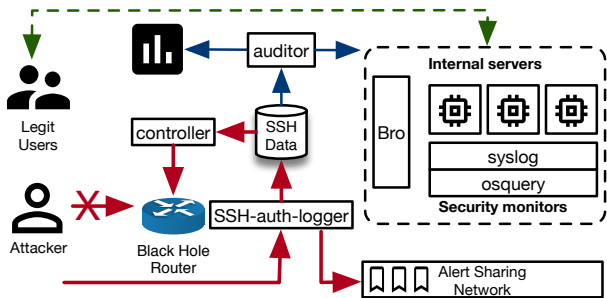 auditor
Internal servers
Legit
Users
controller
SSH
Data
Bro
syslog
osquery
Security monitors
SSH-auth-logger
Attacker
Black Hole
Router
Alert Sharing
Network